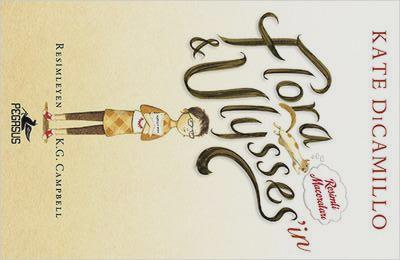 KATE DiCAMILLO
Flora
& Ulysses'in
Resimli
Maceraları
RESİMLEYEN
K.G. CAMPBELL
PEGASUS